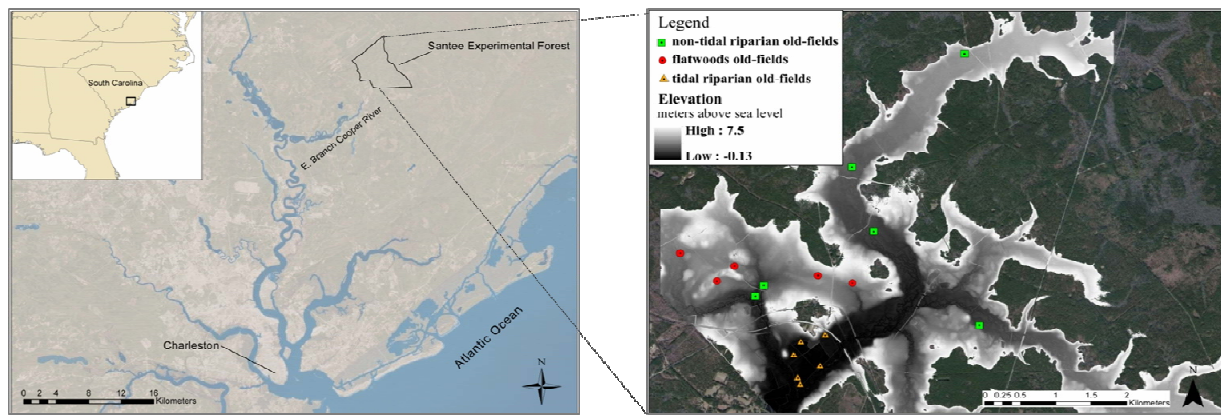 South Carolina
Santee Experimental Forest
E. Branch Cooper River
Charleston
Atlantic Ocean
N
0 2 4 8 12 16
Kilometers
Legend
non-tidal riparian old-fields
flatwoods old-fields
tidal riparian old-fields
Elevation
meters above sea level
High : 7.5
Low : -0.13
N
0 0.25 0.5 1 1.5 2
Kilometers